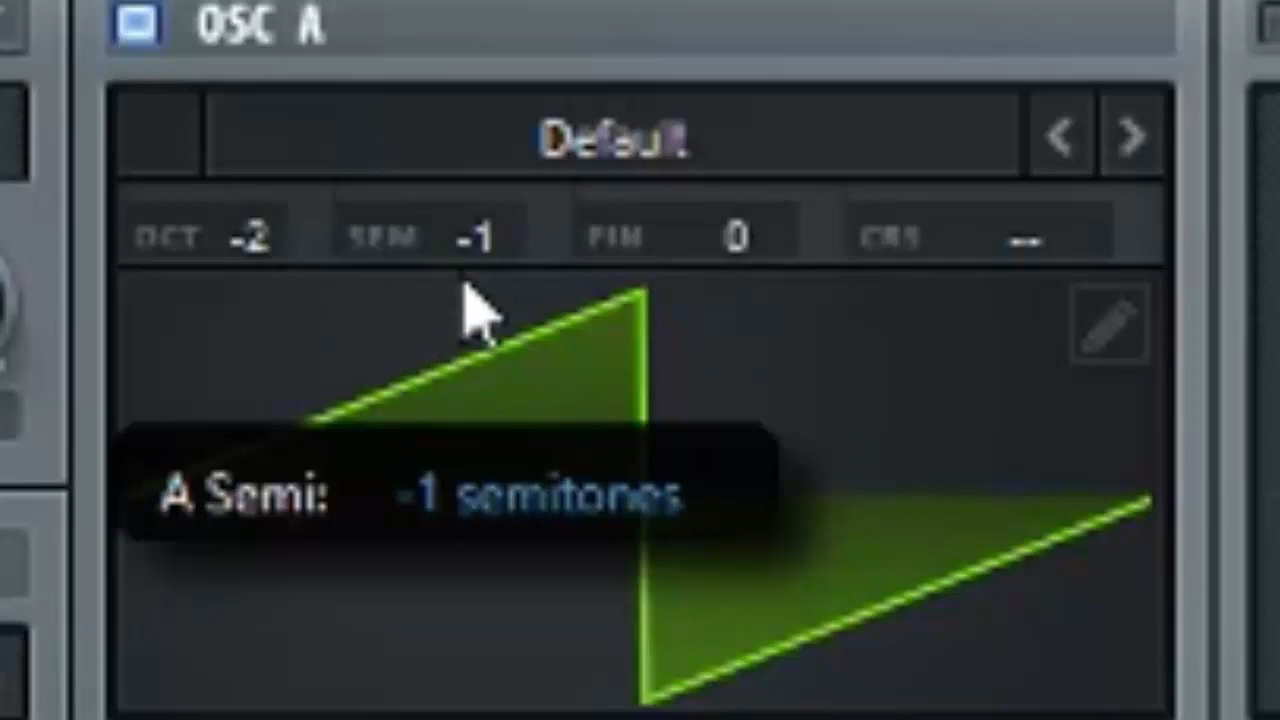 OSC A
Default
OCT -2 SEM -1 FIN 0 CRS --
A Semi: -1 semitones